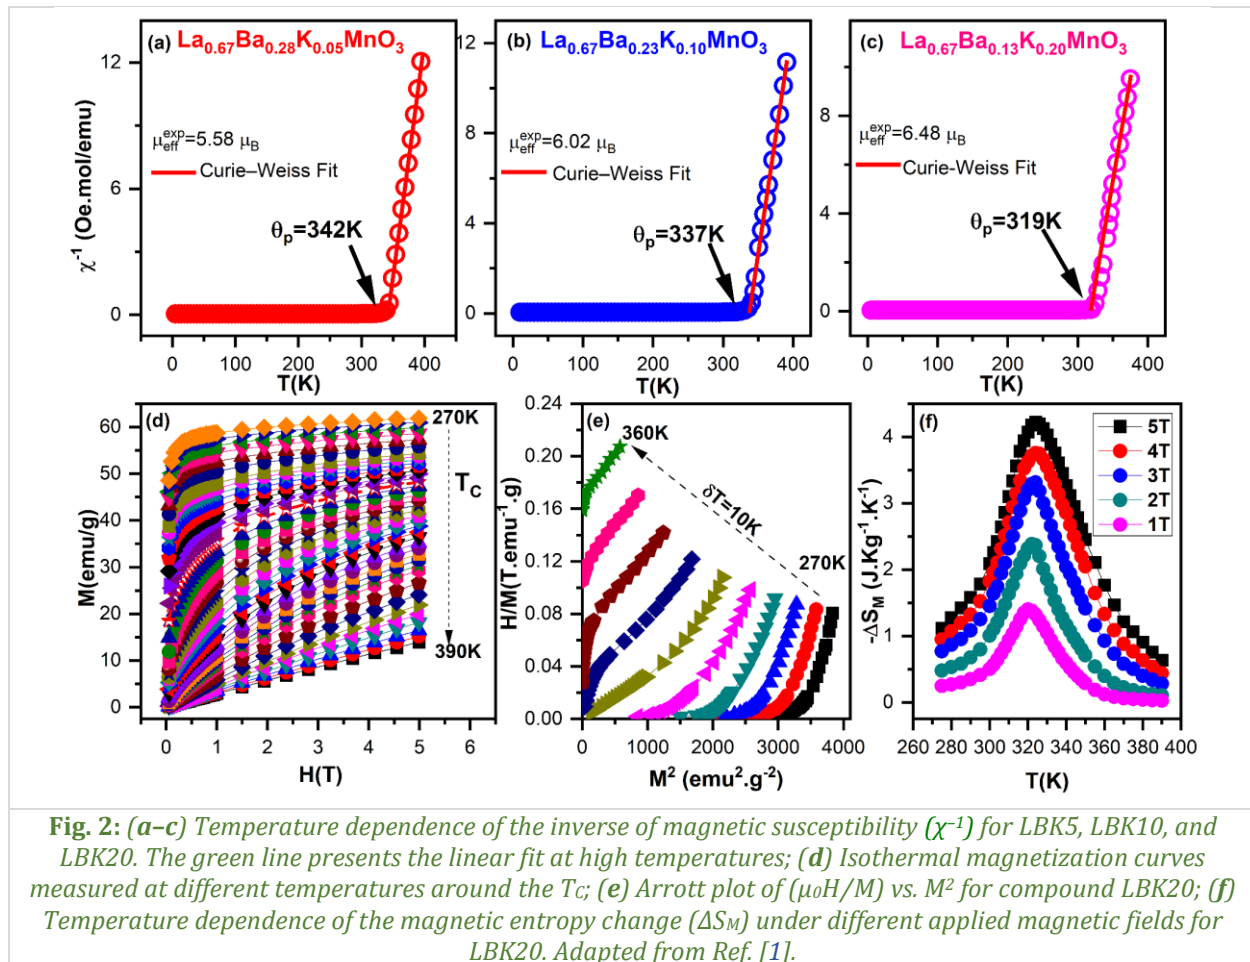 (a) La0.67Ba0.28K0.05MnO3
12
6
0
χ-1 (Oe.mol/emu)
μeffexp=5.58 μB
Curie–Weiss Fit
θp=342K
0 100 200 300 400
T(K)
(b) La0.67Ba0.23K0.10MnO3
12
8
4
0
μeffexp=6.02 μB
Curie–Weiss Fit
θp=337K
0 100 200 300 400
T(K)
(c) La0.67Ba0.13K0.20MnO3
8
4
0
μeffexp=6.48 μB
Curie-Weiss Fit
θp=319K
0 100 200 300 400
T(K)
(d)
60
50
40
30
20
10
0
M(emu/g)
270K
TC
390K
0 1 2 3 4 5 6
H(T)
(e)
0.24
0.20
0.16
0.12
0.08
0.04
0.00
H/M(T.emu-1.g)
360K
δT=10K
270K
0 1000 2000 3000 4000
M2 (emu2.g-2)
(f)
4
3
2
1
0
-ΔSM (J.Kg-1.K-1)
5T
4T
3T
2T
1T
260 280 300 320 340 360 380 400
T(K)
Fig. 2: (a–c) Temperature dependence of the inverse of magnetic susceptibility (χ-1) for LBK5, LBK10, and
LBK20. The green line presents the linear fit at high temperatures; (d) Isothermal magnetization curves
measured at different temperatures around the TC; (e) Arrott plot of (μ0H/M) vs. M2 for compound LBK20; (f)
Temperature dependence of the magnetic entropy change (ΔSM) under different applied magnetic fields for
LBK20. Adapted from Ref. [1].